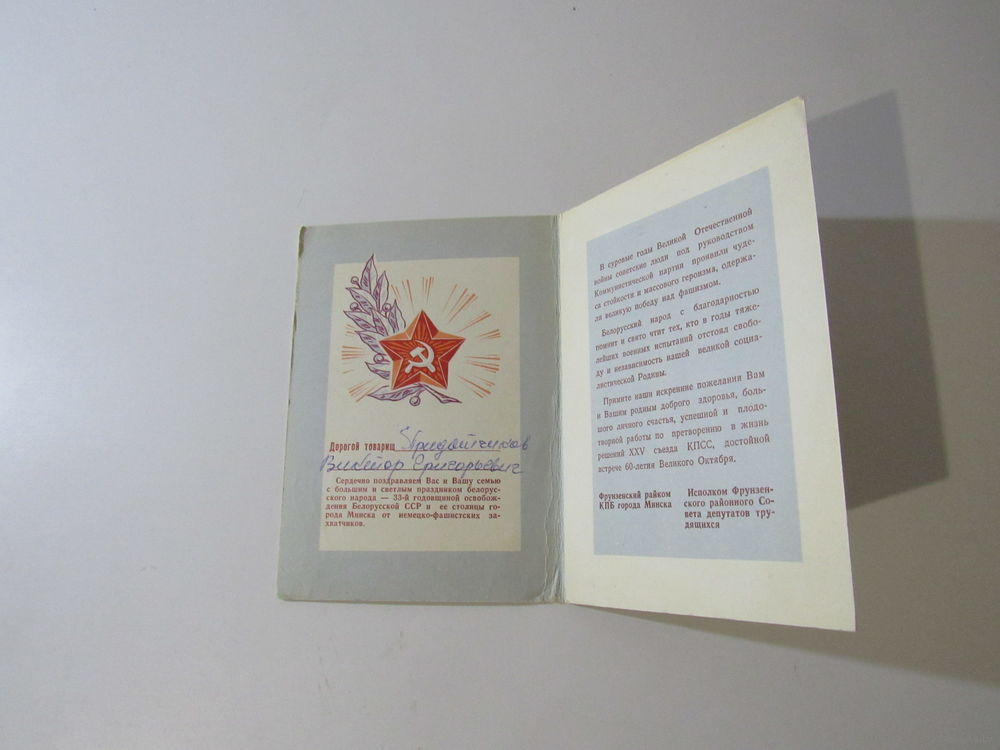 Дорогой товарищ
Виктор Григорьевич
Сердечно поздравляем Вас и Вашу семью
с большим и светлым праздником белорус-
ского народа — 33-й годовщиной освобож-
дения Белорусской ССР и ее столицы го-
рода Минска от немецко-фашистских за-
хватчиков.
В суровые годы Великой Отечественной
войны советские люди под руководством
Коммунистической партии проявили чуде-
са стойкости и массового героизма, одержа-
ли великую победу над фашизмом.
Белорусский народ с благодарностью
помнит и свято чтит тех, кто в годы тяже-
лейших военных испытаний отстоял свобо-
ду и независимость нашей великой социа-
листической Родины.
Примите наши искренние пожелания Вам
и Вашим родным доброго здоровья, боль-
шого личного счастья, успешной и плодо-
творной работы по претворению в жизнь
решений XXV съезда КПСС, достойной
встрече 60-летия Великого Октября.
Фрунзенский райком
КПБ города Минска
Исполком Фрунзен-
ского районного Со-
вета депутатов тру-
дящихся